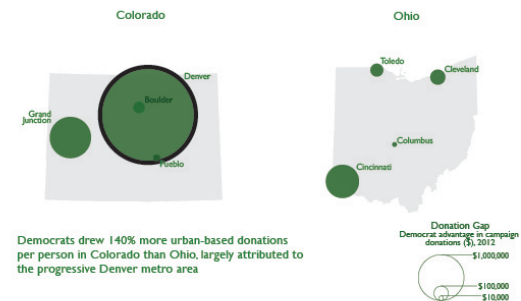 Colorado
Ohio
Denver
Boulder
Grand
Junction
Pueblo
Toledo
Cleveland
Columbus
Cincinnati
Democrats drew 140% more urban-based donations
per person in Colorado than Ohio, largely attributed to
the progressive Denver metro area
Donation Gap
Democrat advantage in campaign
donations ($), 2012
$1,000,000
$100,000
$10,000